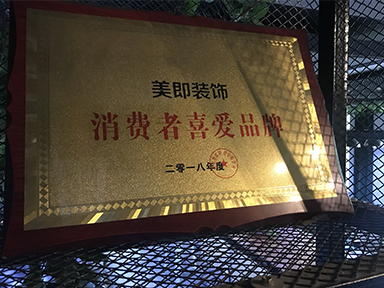 美即装饰
消费者喜爱品牌
二零一八年度